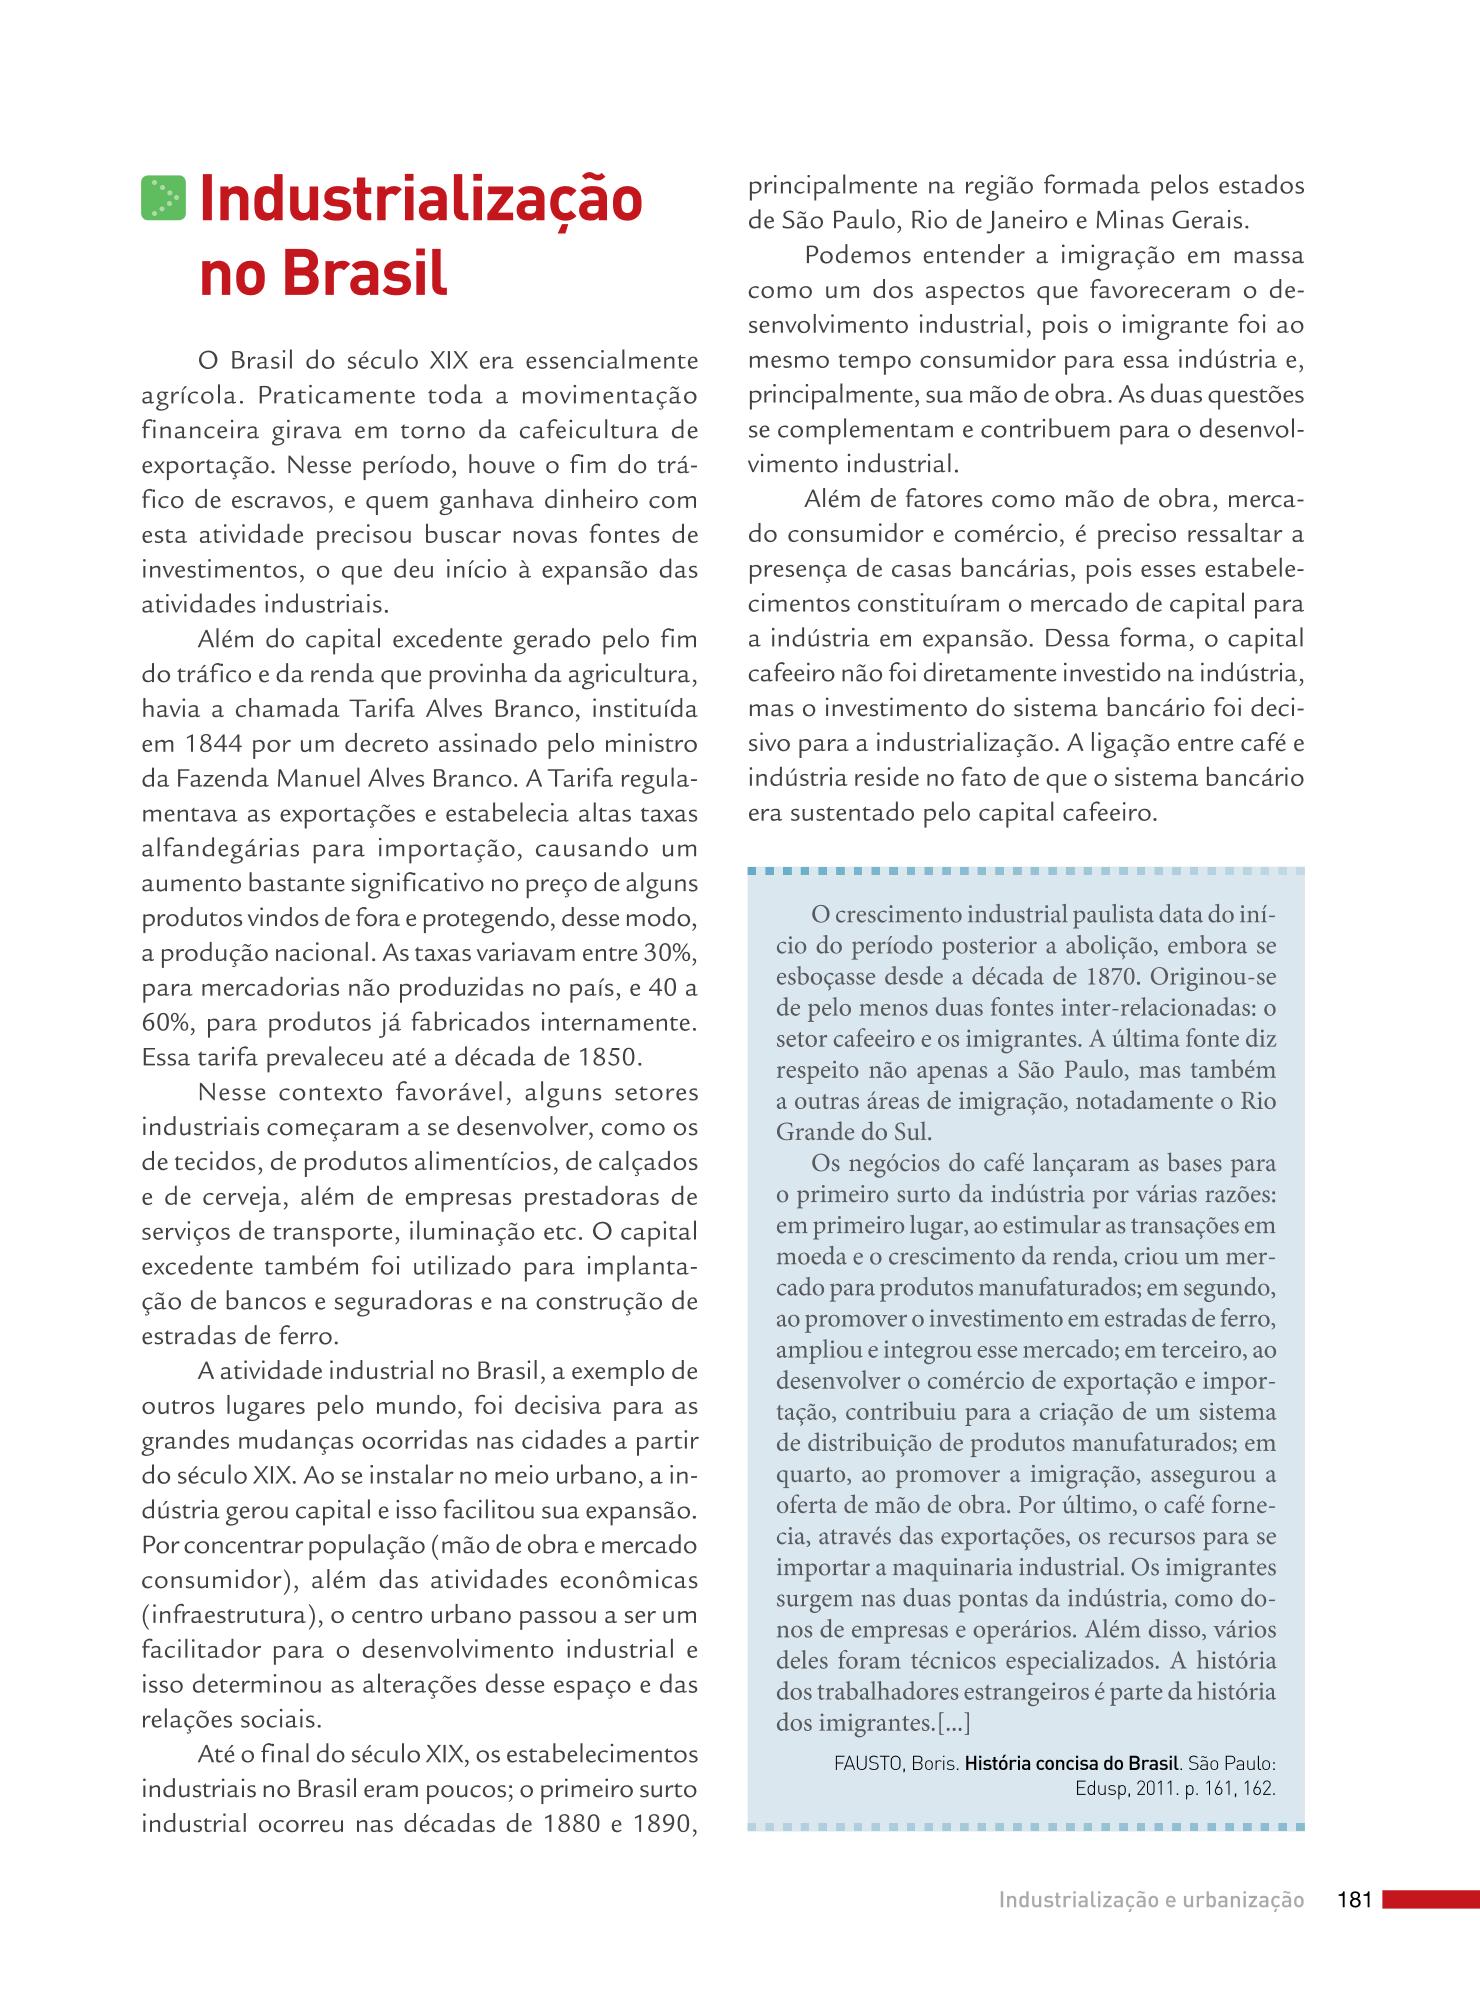 Industrialização
no Brasil
O Brasil do século XIX era essencialmente
agrícola. Praticamente toda a movimentação
financeira girava em torno da cafeicultura de
exportação. Nesse período, houve o fim do trá-
fico de escravos, e quem ganhava dinheiro com
esta atividade precisou buscar novas fontes de
investimentos, o que deu início à expansão das
atividades industriais.
Além do capital excedente gerado pelo fim
do tráfico e da renda que provinha da agricultura,
havia a chamada Tarifa Alves Branco, instituída
em 1844 por um decreto assinado pelo ministro
da Fazenda Manuel Alves Branco. A Tarifa regula-
mentava as exportações e estabelecia altas taxas
alfandegárias para importação, causando um
aumento bastante significativo no preço de alguns
produtos vindos de fora e protegendo, desse modo,
a produção nacional. As taxas variavam entre 30%,
para mercadorias não produzidas no país, e 40 a
60%, para produtos já fabricados internamente.
Essa tarifa prevaleceu até a década de 1850.
Nesse contexto favorável, alguns setores
industriais começaram a se desenvolver, como os
de tecidos, de produtos alimentícios, de calçados
e de cerveja, além de empresas prestadoras de
serviços de transporte, iluminação etc. O capital
excedente também foi utilizado para implanta-
ção de bancos e seguradoras e na construção de
estradas de ferro.
A atividade industrial no Brasil, a exemplo de
outros lugares pelo mundo, foi decisiva para as
grandes mudanças ocorridas nas cidades a partir
do século XIX. Ao se instalar no meio urbano, a in-
dústria gerou capital e isso facilitou sua expansão.
Por concentrar população (mão de obra e mercado
consumidor), além das atividades econômicas
(infraestrutura), o centro urbano passou a ser um
facilitador para o desenvolvimento industrial e
isso determinou as alterações desse espaço e das
relações sociais.
Até o final do século XIX, os estabelecimentos
industriais no Brasil eram poucos; o primeiro surto
industrial ocorreu nas décadas de 1880 e 1890,
principalmente na região formada pelos estados
de São Paulo, Rio de Janeiro e Minas Gerais.
Podemos entender a imigração em massa
como um dos aspectos que favoreceram o de-
senvolvimento industrial, pois o imigrante foi ao
mesmo tempo consumidor para essa indústria e,
principalmente, sua mão de obra. As duas questões
se complementam e contribuem para o desenvol-
vimento industrial.
Além de fatores como mão de obra, merca-
do consumidor e comércio, é preciso ressaltar a
presença de casas bancárias, pois esses estabele-
cimentos constituíram o mercado de capital para
a indústria em expansão. Dessa forma, o capital
cafeeiro não foi diretamente investido na indústria,
mas o investimento do sistema bancário foi deci-
sivo para a industrialização. A ligação entre café e
indústria reside no fato de que o sistema bancário
era sustentado pelo capital cafeeiro.
O crescimento industrial paulista data do iní-
cio do período posterior a abolição, embora se
esboçasse desde a década de 1870. Originou-se
de pelo menos duas fontes inter-relacionadas: o
setor cafeeiro e os imigrantes. A última fonte diz
respeito não apenas a São Paulo, mas também
a outras áreas de imigração, notadamente o Rio
Grande do Sul.
Os negócios do café lançaram as bases para
o primeiro surto da indústria por várias razões:
em primeiro lugar, ao estimular as transações em
moeda e o crescimento da renda, criou um mer-
cado para produtos manufaturados; em segundo,
ao promover o investimento em estradas de ferro,
ampliou e integrou esse mercado; em terceiro, ao
desenvolver o comércio de exportação e impor-
tação, contribuiu para a criação de um sistema
de distribuição de produtos manufaturados; em
quarto, ao promover a imigração, assegurou a
oferta de mão de obra. Por último, o café forne-
cia, através das exportações, os recursos para se
importar a maquinaria industrial. Os imigrantes
surgem nas duas pontas da indústria, como do-
nos de empresas e operários. Além disso, vários
deles foram técnicos especializados. A história
dos trabalhadores estrangeiros é parte da história
dos imigrantes.[...]
FAUSTO, Boris. História concisa do Brasil. São Paulo:
Edusp, 2011. p. 161, 162.
Industrialização e urbanização 181